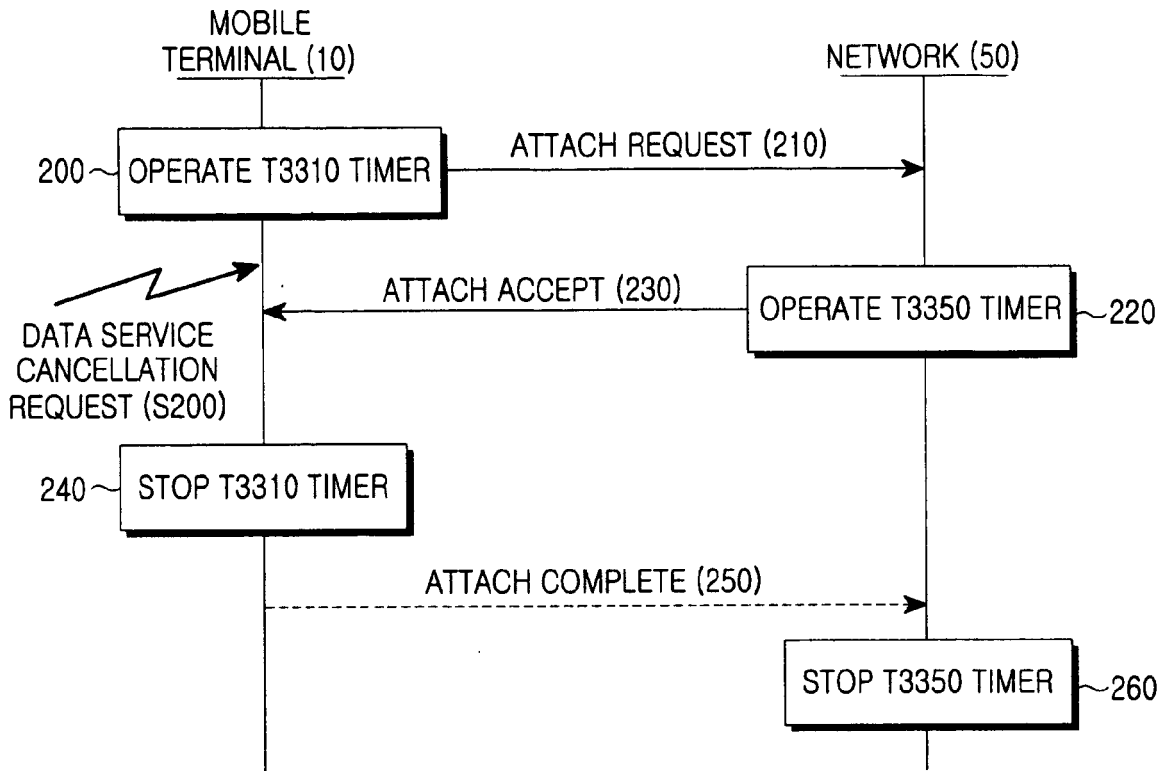 MOBILE
TERMINAL (10)
NETWORK (50)
200
OPERATE T3310 TIMER
ATTACH REQUEST (210)
ATTACH ACCEPT (230)
OPERATE T3350 TIMER
220
DATA SERVICE
CANCELLATION
REQUEST (S200)
240
STOP T3310 TIMER
ATTACH COMPLETE (250)
STOP T3350 TIMER
260